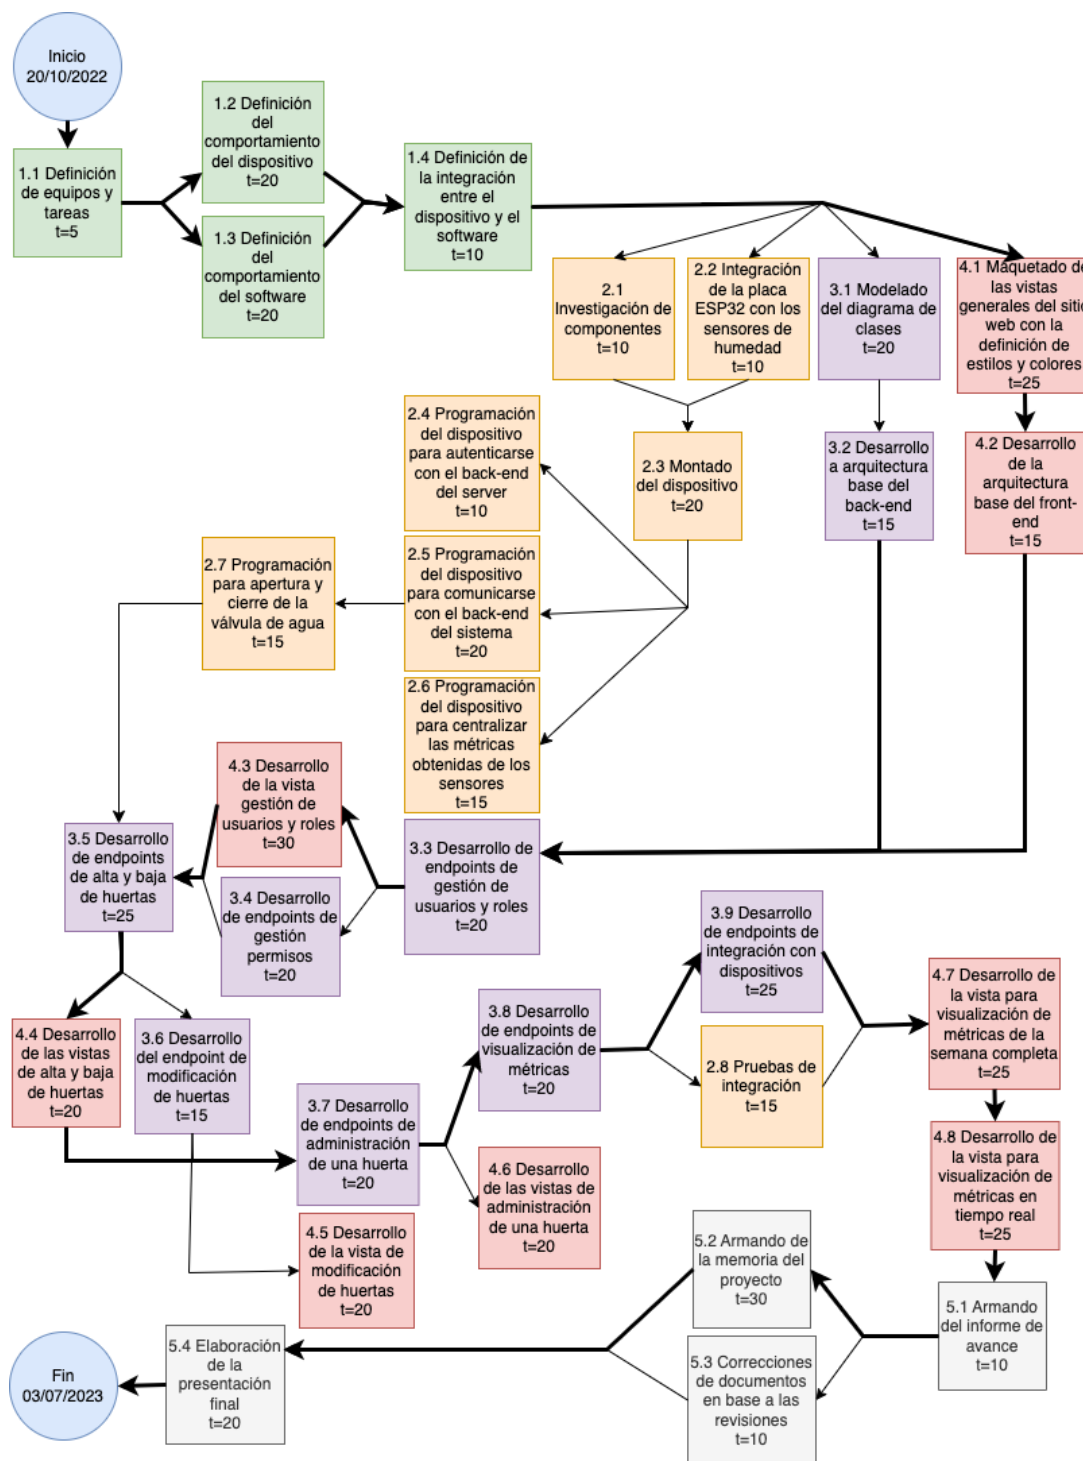 Inicio
20/10/2022
1.1 Definición
de equipos y
tareas
t=5
1.2 Definición
del
comportamiento
del dispositivo
t=20
1.3 Definición
del
comportamiento
del software
t=20
1.4 Definición de
la integración
entre el
dispositivo y el
software
t=10
2.1
Investigación de
componentes
t=10
2.2 Integración
de la placa
ESP32 con los
sensores de
humedad
t=10
3.1 Modelado
del diagrama de
clases
t=20
4.1 Maquetado de
las vistas
generales del sitio
web con la
definición de
estilos y colores
t=25
2.3 Montado
del dispositivo
t=20
3.2 Desarrollo
a arquitectura
base del
back-end
t=15
4.2 Desarrollo
de la
arquitectura
base del front-
end
t=15
2.4 Programación
del dispositivo
para autenticarse
con el back-end
del server
t=10
2.5 Programación
del dispositivo
para comunicarse
con el back-end
del sistema
t=20
2.6 Programación
del dispositivo
para centralizar
las métricas
obtenidas de los
sensores
t=15
2.7 Programación
para apertura y
cierre de la
válvula de agua
t=15
4.3 Desarrollo
de la vista
gestión de
usuarios y roles
t=30
3.3 Desarrollo de
endpoints de
gestión de
usuarios y roles
t=20
3.4 Desarrollo
de endpoints de
gestión
permisos
t=20
3.5 Desarrollo
de endpoints
de alta y baja
de huertas
t=25
4.4 Desarrollo
de las vistas
de alta y baja
de huertas
t=20
3.6 Desarrollo
del endpoint de
modificación
de huertas
t=15
3.7 Desarrollo
de endpoints de
administración
de una huerta
t=20
3.8 Desarrollo
de endpoints de
visualización de
métricas
t=20
3.9 Desarrollo
de endpoints de
integración con
dispositivos
t=25
2.8 Pruebas de
integración
t=15
4.7 Desarrollo de
la vista para
visualización de
métricas de la
semana completa
t=25
4.6 Desarrollo
de las vistas de
administración
de una huerta
t=20
4.5 Desarrollo
de la vista de
modificación
de huertas
t=20
4.8 Desarrollo de
la vista para
visualización de
métricas en
tiempo real
t=25
5.1 Armando
del informe de
avance
t=10
5.2 Armando de
la memoria del
proyecto
t=30
5.3 Correcciones
de documentos
en base a las
revisiones
t=10
5.4 Elaboración
de la
presentación
final
t=20
Fin
03/07/2023